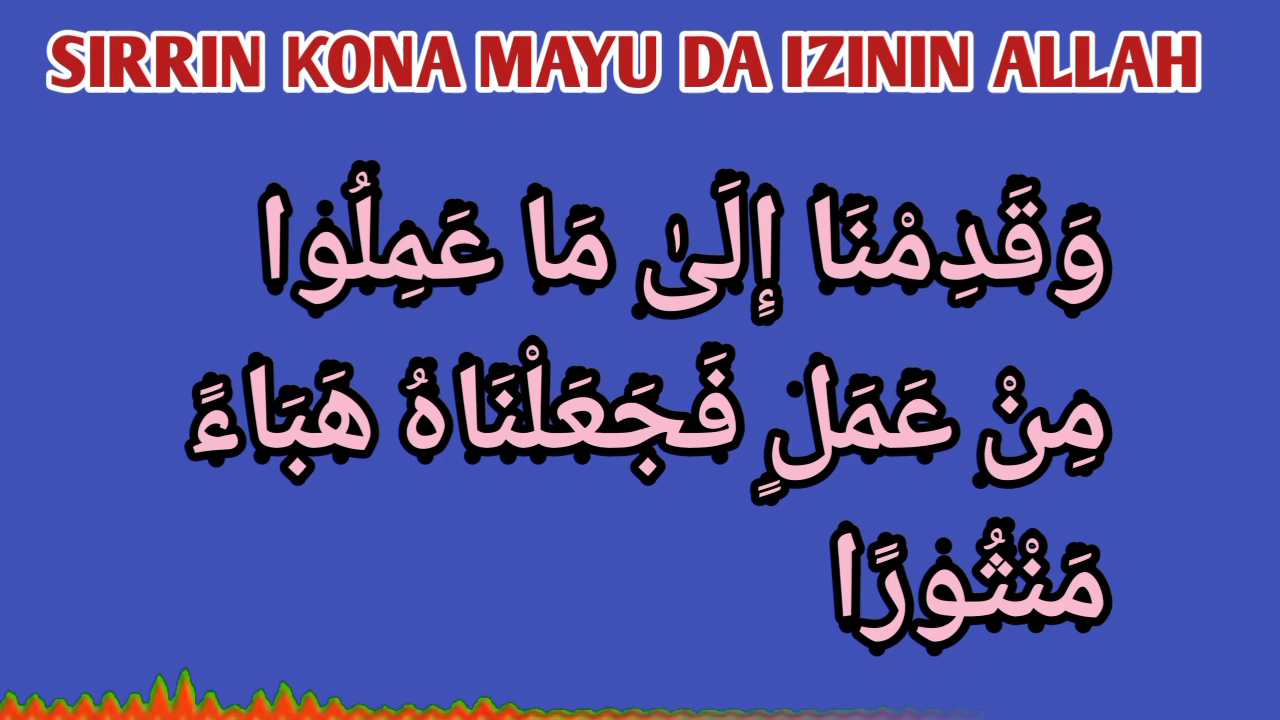 SIRRIN KONA MAYU DA IZININ ALLAH
وَقَدِمْنَا إِلَىٰ مَا عَمِلُوا
مِنْ عَمَلٍ فَجَعَلْنَاهُ هَبَاءً
مَنْثُورًا